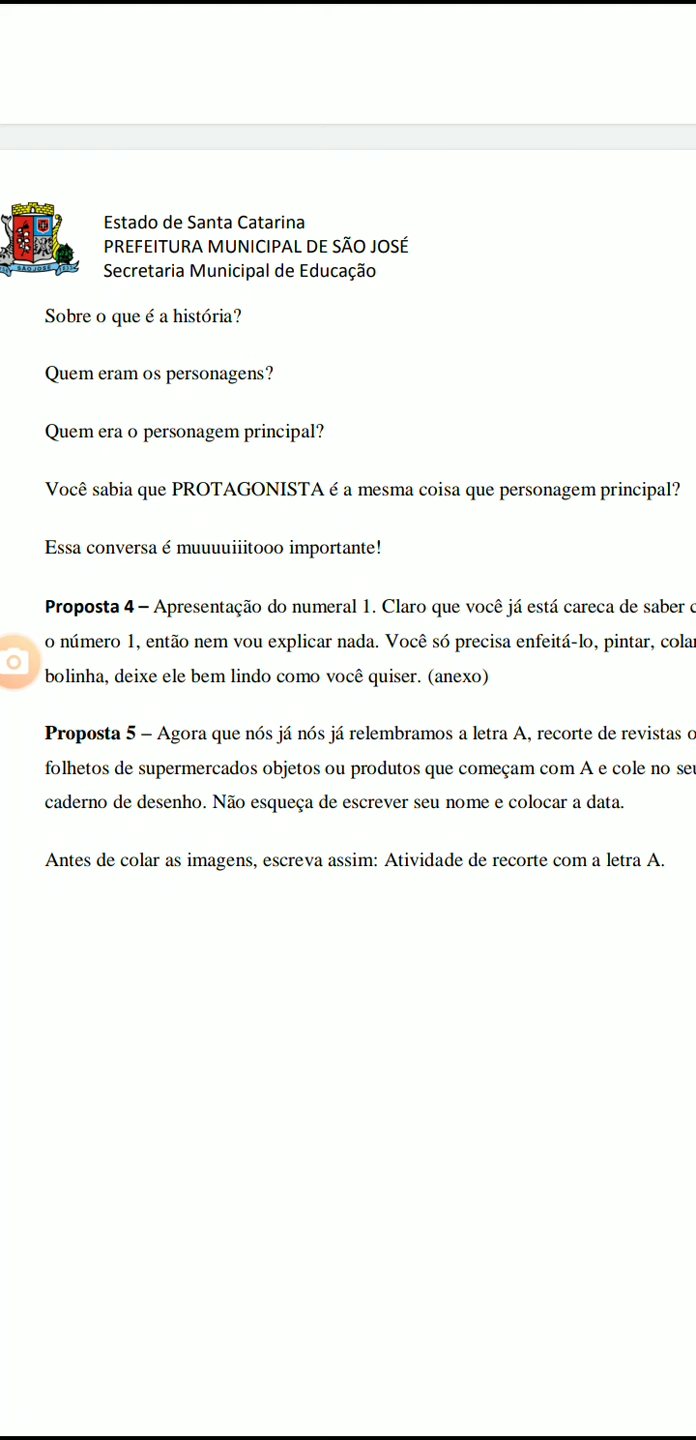 Estado de Santa Catarina
PREFEITURA MUNICIPAL DE SÃO JOSÉ
Secretaria Municipal de Educação
SÃO JOSÉ
Sobre o que é a história?
Quem eram os personagens?
Quem era o personagem principal?
Você sabia que PROTAGONISTA é a mesma coisa que personagem principal?
Essa conversa é muuuuiiitooo importante!
Proposta 4 – Apresentação do numeral 1. Claro que você já está careca de saber
o número 1, então nem vou explicar nada. Você só precisa enfeitá-lo, pintar,
bolinha, deixe ele bem lindo como você quiser. (anexo)
Proposta 5 – Agora que nós já nós já relembramos a letra A, recorte de revistas
folhetos de supermercados objetos ou produtos que começam com A e cole no
caderno de desenho. Não esqueça de escrever seu nome e colocar a data.
Antes de colar as imagens, escreva assim: Atividade de recorte com a letra A.